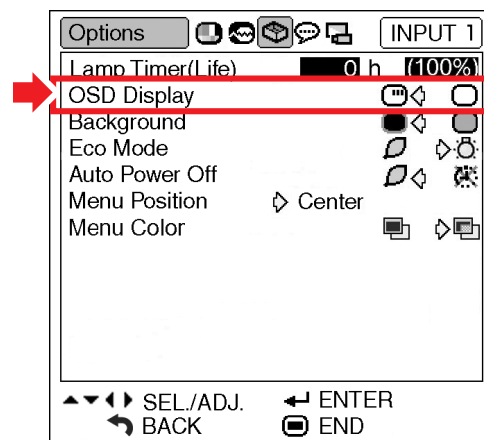 Options INPUT 1
Lamp Timer(Life) 0 h (100%)
OSD Display
Background
Eco Mode
Auto Power Off
Menu Position Center
Menu Color
SEL./ADJ. ENTER
BACK END